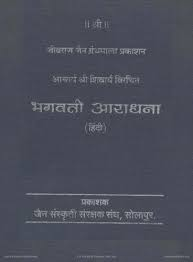 ॥ श्री ॥
जीवराज जैन ग्रंथमाला प्रकाशन
आचार्य श्री शिवार्य विरचित
भगवती आराधना
(हिंदी)
प्रकाशक
जैन संस्कृती संरक्षक संघ, सोलापूर.